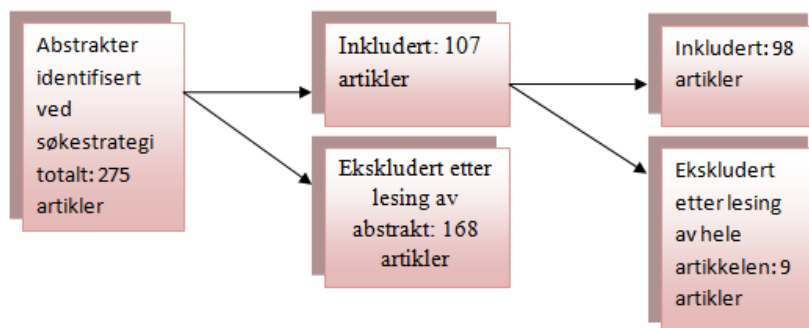 Abstrakter
identifisert
ved
søkestrategi
totalt: 275
artikler
Inkludert: 107
artikler
Ekskludert etter
lesing av
abstrakt: 168
artikler
Inkludert: 98
artikler
Ekskludert
etter lesing
av hele
artikkelen: 9
artikler